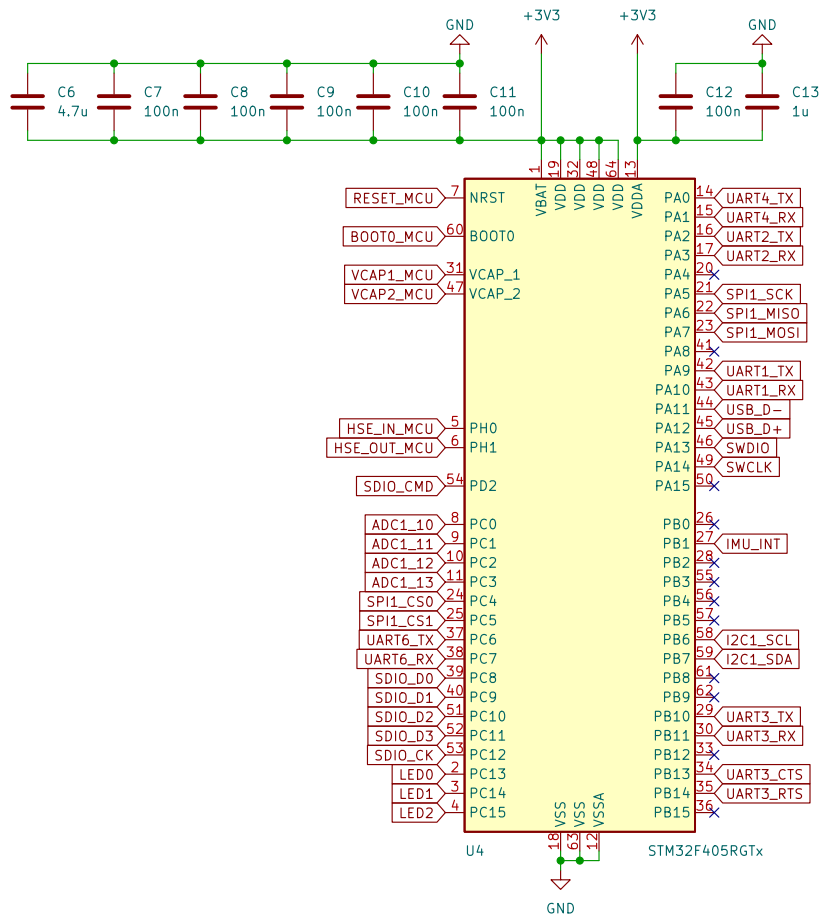 GND
+3V3
+3V3
GND
C6
4.7u
C7
100n
C8
100n
C9
100n
C10
100n
C11
100n
C12
100n
C13
1u
1
19
32
48
64
13
VBAT
VDD
VDD
VDD
VDD
VDDA
RESET_MCU 7 NRST
BOOT0_MCU 60 BOOT0
VCAP1_MCU 31 VCAP_1
VCAP2_MCU 47 VCAP_2
HSE_IN_MCU 5 PH0
HSE_OUT_MCU 6 PH1
SDIO_CMD 54 PD2
ADC1_10 8 PC0
ADC1_11 9 PC1
ADC1_12 10 PC2
ADC1_13 11 PC3
SPI1_CS0 24 PC4
SPI1_CS1 25 PC5
UART6_TX 37 PC6
UART6_RX 38 PC7
SDIO_D0 39 PC8
SDIO_D1 40 PC9
SDIO_D2 51 PC10
SDIO_D3 52 PC11
SDIO_CK 53 PC12
LED0 2 PC13
LED1 3 PC14
LED2 4 PC15
PA0 14 UART4_TX
PA1 15 UART4_RX
PA2 16 UART2_TX
PA3 17 UART2_RX
PA4 20
PA5 21 SPI1_SCK
PA6 22 SPI1_MISO
PA7 23 SPI1_MOSI
PA8 41
PA9 42 UART1_TX
PA10 43 UART1_RX
PA11 44 USB_D-
PA12 45 USB_D+
PA13 46 SWDIO
PA14 49 SWCLK
PA15 50
PB0 26
PB1 27 IMU_INT
PB2 28
PB3 55
PB4 56
PB5 57
PB6 58 I2C1_SCL
PB7 59 I2C1_SDA
PB8 61
PB9 62
PB10 29 UART3_TX
PB11 30 UART3_RX
PB12 33
PB13 34 UART3_CTS
PB14 35 UART3_RTS
PB15 36
VSS
VSS
VSSA
18
63
12
U4
STM32F405RGTx
GND